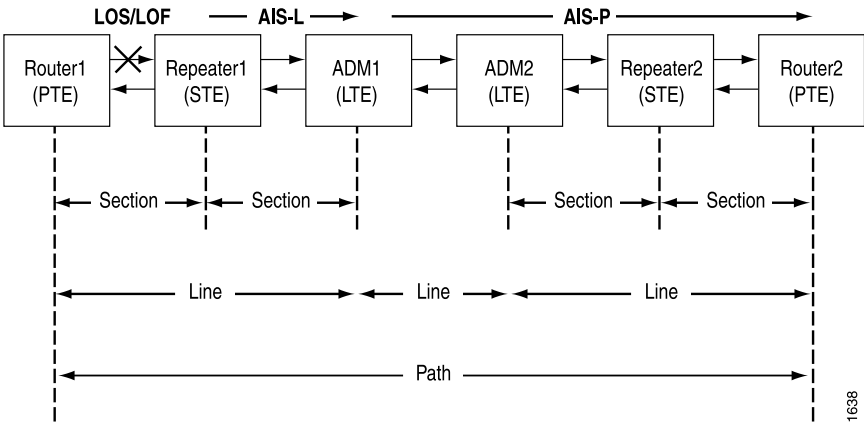 LOS/LOF AIS-L AIS-P
Router1 Repeater1 ADM1 ADM2 Repeater2 Router2
(PTE) (STE) (LTE) (LTE) (STE) (PTE)
Section Section Section Section
Line Line Line
Path
1638